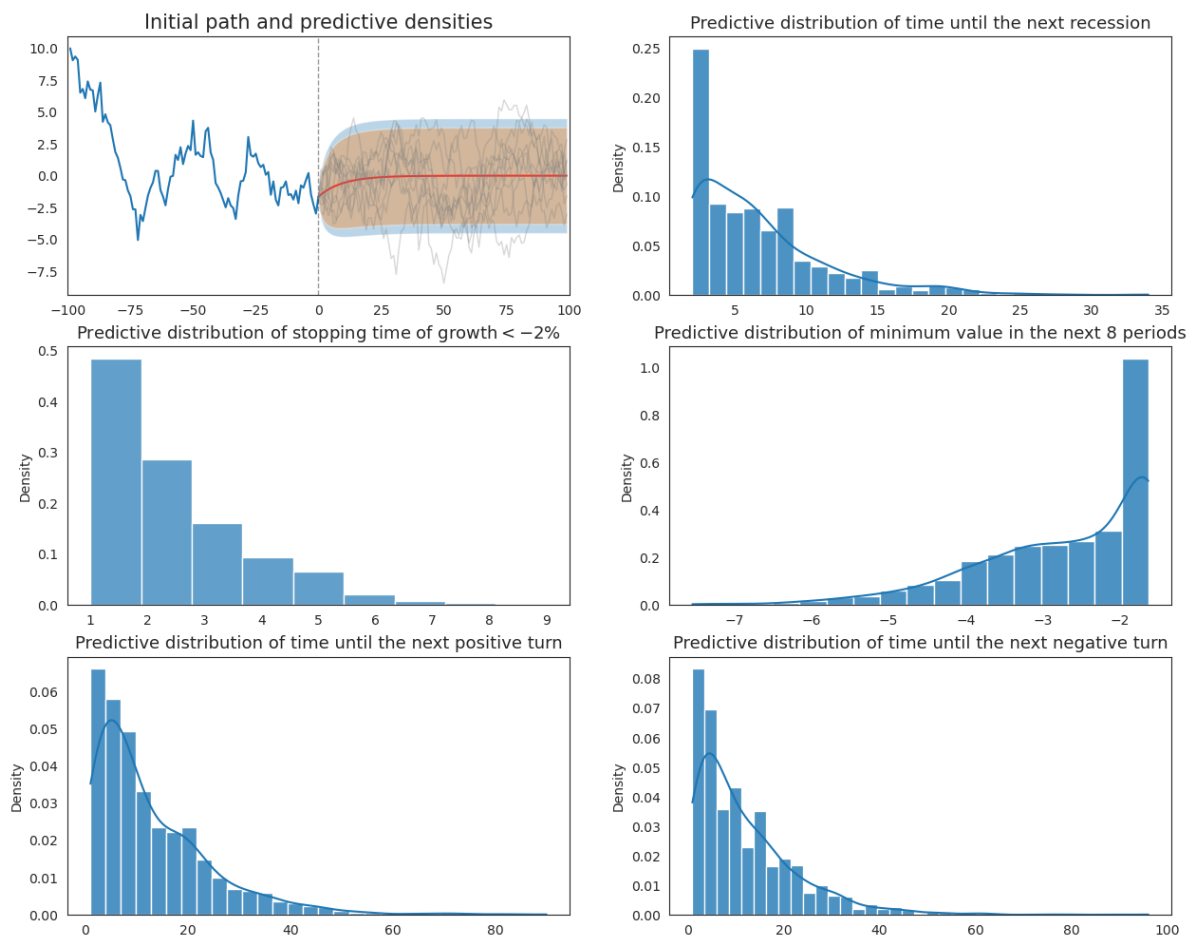 Initial path and predictive densities
10.0
7.5
5.0
2.5
0.0
−2.5
−5.0
−7.5
−100 −75 −50 −25 0 25 50 75 100
Predictive distribution of time until the next recession
Density
0.25
0.20
0.15
0.10
0.05
0.00
5 10 15 20 25 30 35
Predictive distribution of stopping time of growth < −2%
Density
0.5
0.4
0.3
0.2
0.1
0.0
1 2 3 4 5 6 7 8 9
Predictive distribution of minimum value in the next 8 periods
Density
1.0
0.8
0.6
0.4
0.2
0.0
−7 −6 −5 −4 −3 −2
Predictive distribution of time until the next positive turn
Density
0.06
0.05
0.04
0.03
0.02
0.01
0.00
0 20 40 60 80
Predictive distribution of time until the next negative turn
Density
0.08
0.07
0.06
0.05
0.04
0.03
0.02
0.01
0.00
0 20 40 60 80 100